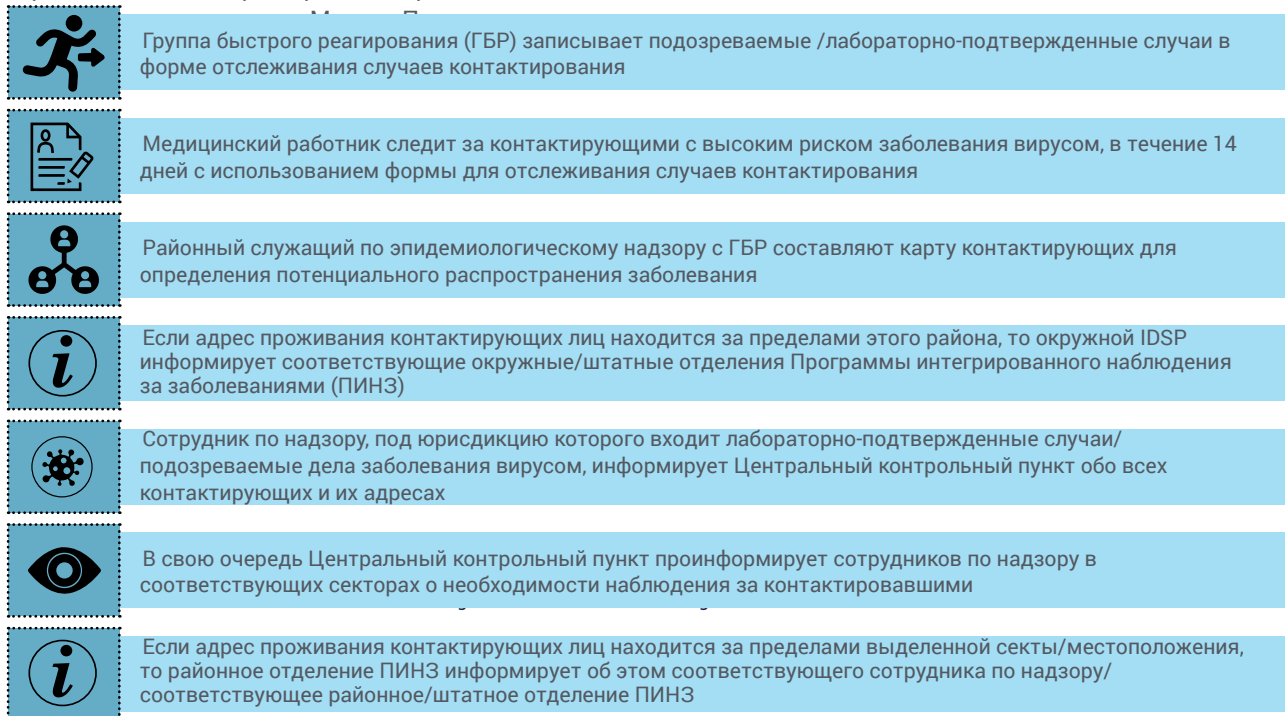 Группа быстрого реагирования (ГБР) записывает подозреваемые /лабораторно-подтвержденные случаи в
форме отслеживания случаев контактирования
Медицинский работник следит за контактирующими с высоким риском заболевания вирусом, в течение 14
дней с использованием формы для отслеживания случаев контактирования
Районный служащий по эпидемиологическому надзору с ГБР составляют карту контактирующих для
определения потенциального распространения заболевания
Если адрес проживания контактирующих лиц находится за пределами этого района, то окружной IDSP
информирует соответствующие окружные/штатные отделения Программы интегрированного наблюдения
за заболеваниями (ПИНЗ)
Сотрудник по надзору, под юрисдикцию которого входит лабораторно-подтвержденные случаи/
подозреваемые дела заболевания вирусом, информирует Центральный контрольный пункт обо всех
контактирующих и их адресах
В свою очередь Центральный контрольный пункт проинформирует сотрудников по надзору в
соответствующих секторах о необходимости наблюдения за контактировавшими
Если адрес проживания контактирующих лиц находится за пределами выделенной секты/местоположения,
то районное отделение ПИНЗ информирует об этом соответствующего сотрудника по надзору/
соответствующее районное/штатное отделение ПИНЗ